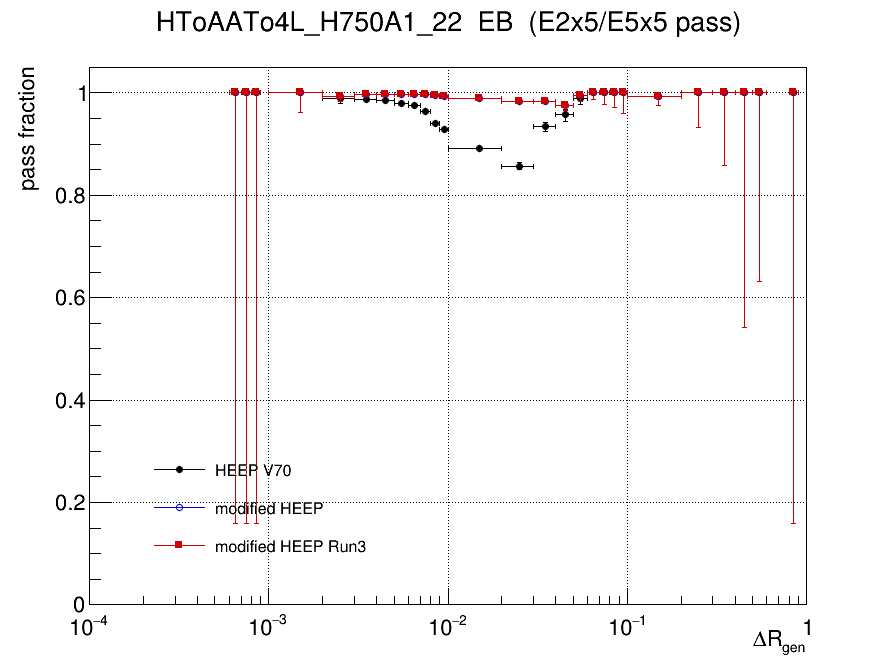 HToAATo4L_H750A1_22  EB  (E2x5/E5x5 pass)
pass fraction
1
0.8
0.6
0.4
0.2
0
HEEP V70
modified HEEP
modified HEEP Run3
10⁻⁴ 10⁻³ 10⁻² 10⁻¹ 1
ΔR_gen